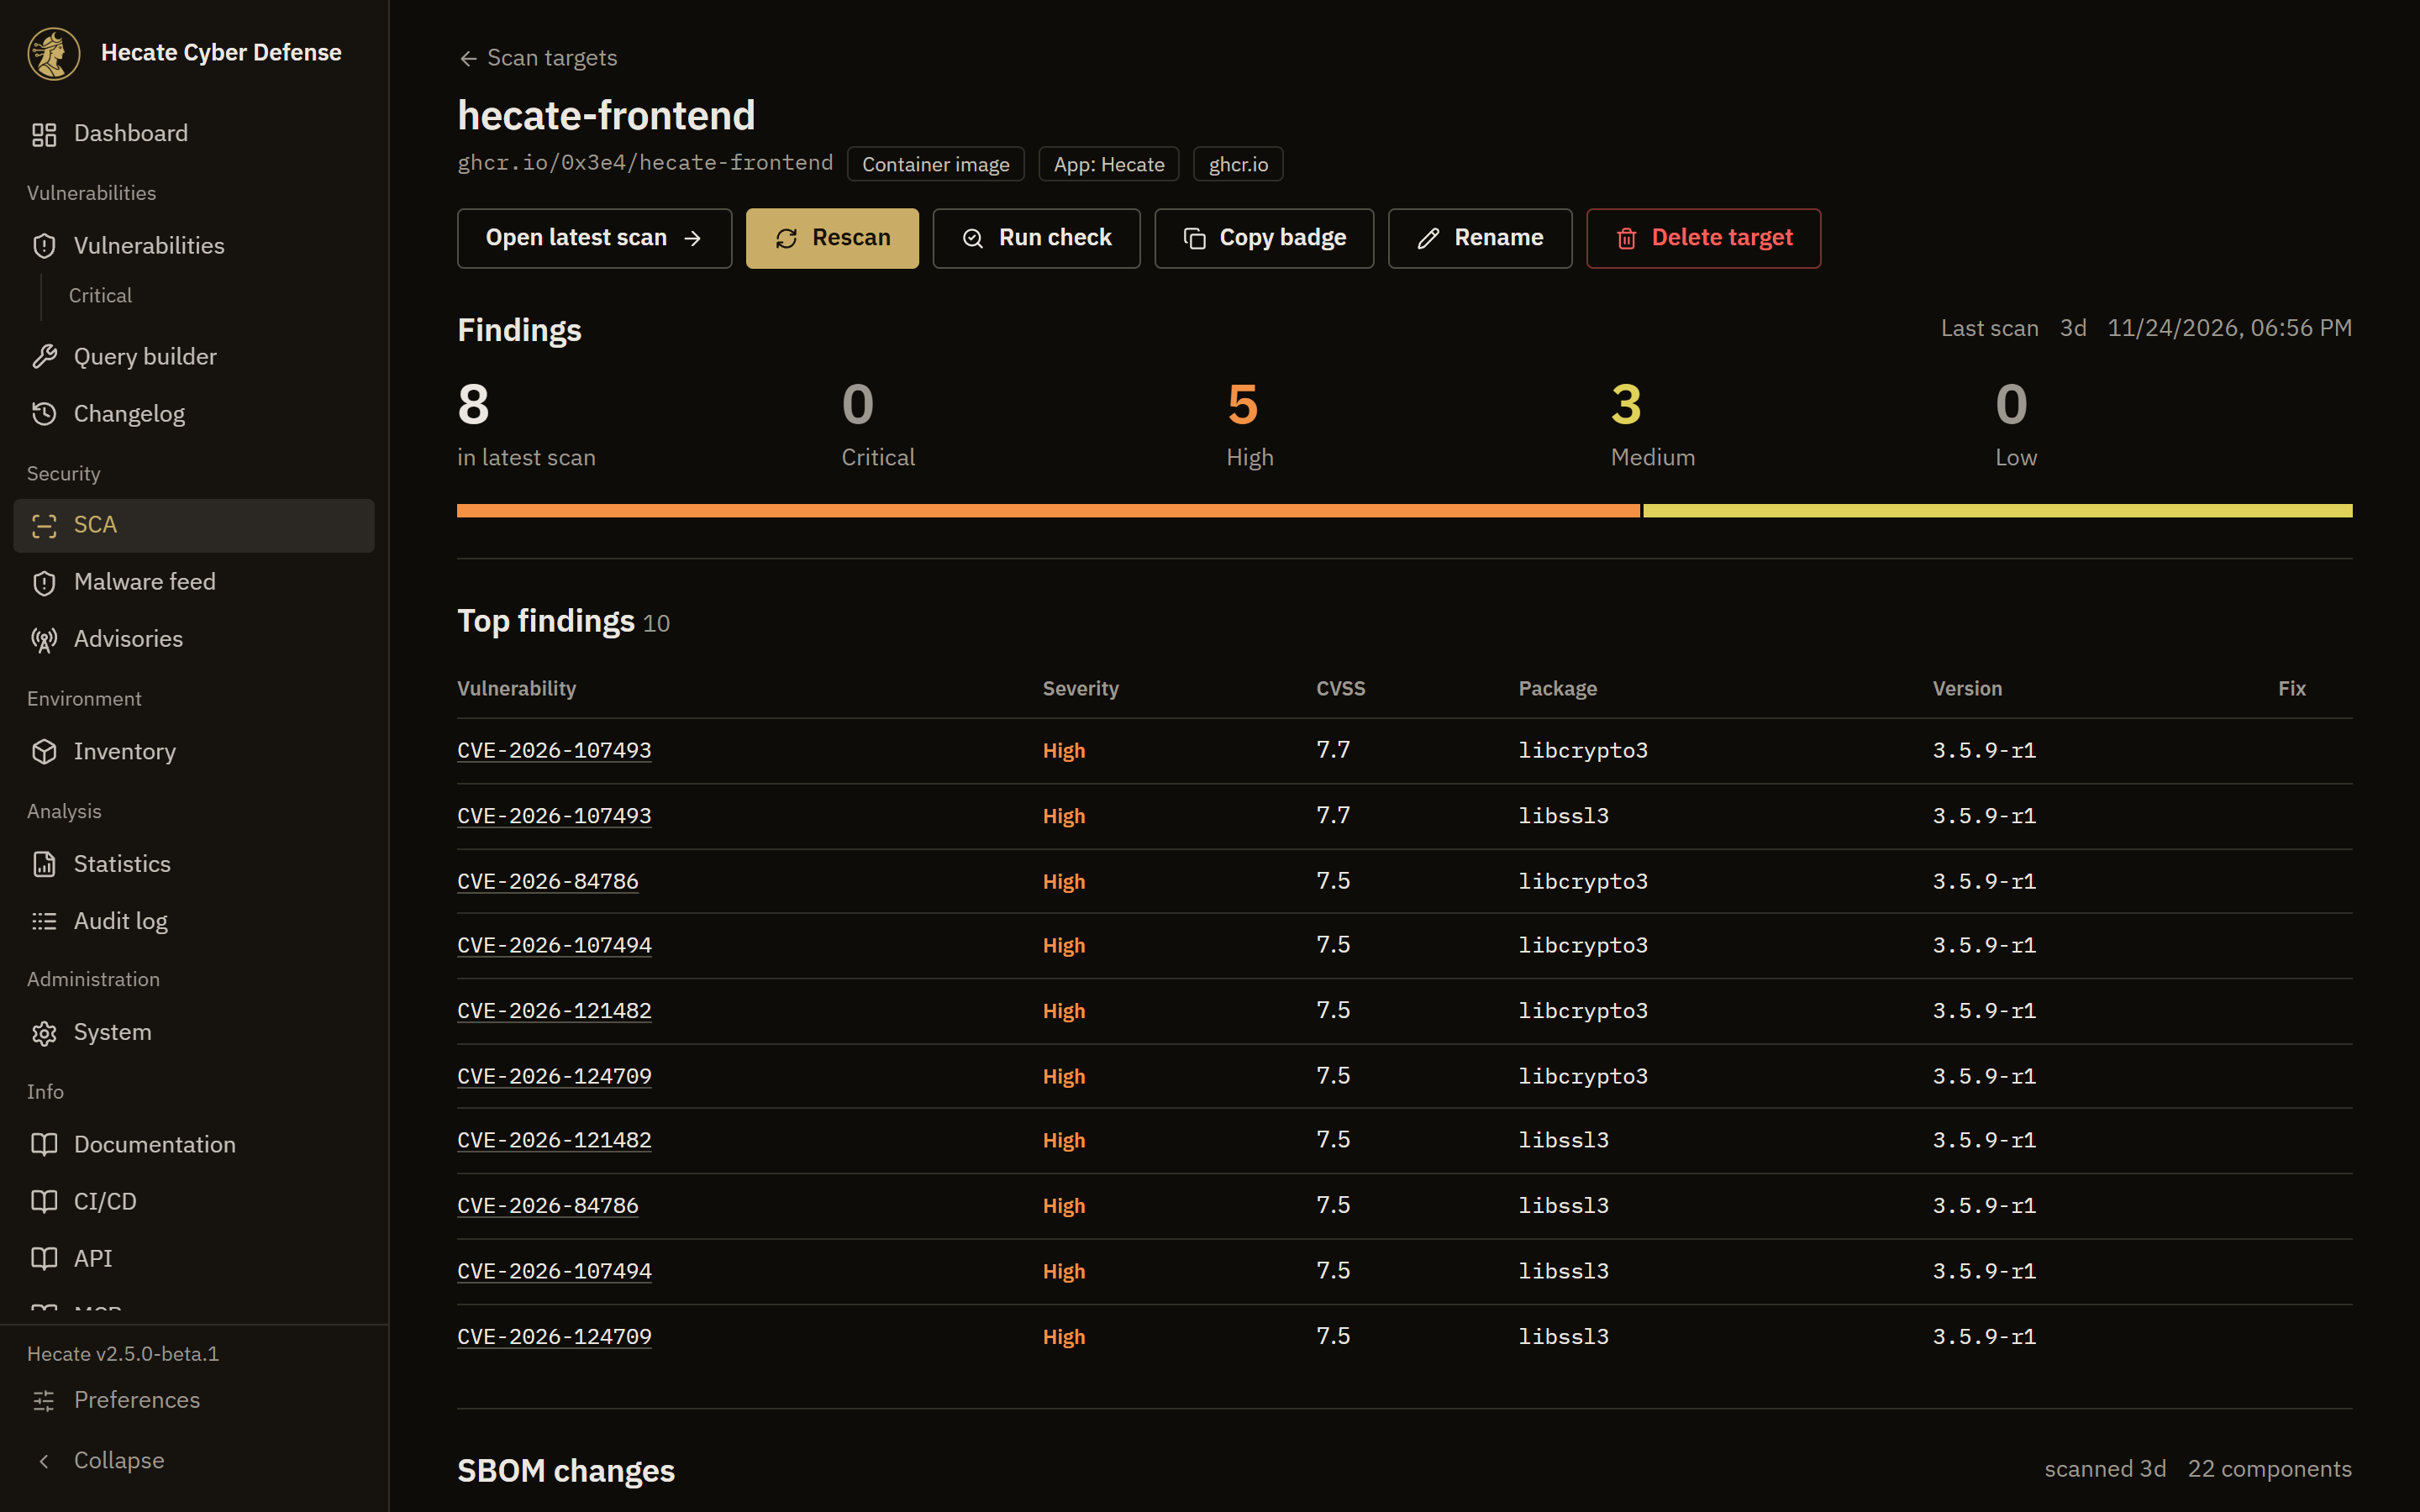 Hecate Cyber Defense
Dashboard
Vulnerabilities
Vulnerabilities
Critical
Query builder
Changelog
Security
SCA
Malware feed
Advisories
Environment
Inventory
Analysis
Statistics
Audit log
Administration
System
Info
Documentation
CI/CD
API
Hecate v2.5.0-beta.1
Preferences
Collapse
Scan targets
hecate-frontend
ghcr.io/0x3e4/hecate-frontend Container image App: Hecate ghcr.io
Open latest scan Rescan Run check Copy badge Rename Delete target
Findings Last scan 3d 11/24/2026, 06:56 PM
8 0 5 3 0
in latest scan Critical High Medium Low
Top findings 10
Vulnerability Severity CVSS Package Version Fix
CVE-2026-107493 High 7.7 libcrypto3 3.5.9-r1
CVE-2026-107493 High 7.7 libssl3 3.5.9-r1
CVE-2026-84786 High 7.5 libcrypto3 3.5.9-r1
CVE-2026-107494 High 7.5 libcrypto3 3.5.9-r1
CVE-2026-121482 High 7.5 libcrypto3 3.5.9-r1
CVE-2026-124709 High 7.5 libcrypto3 3.5.9-r1
CVE-2026-121482 High 7.5 libssl3 3.5.9-r1
CVE-2026-84786 High 7.5 libssl3 3.5.9-r1
CVE-2026-107494 High 7.5 libssl3 3.5.9-r1
CVE-2026-124709 High 7.5 libssl3 3.5.9-r1
SBOM changes scanned 3d 22 components